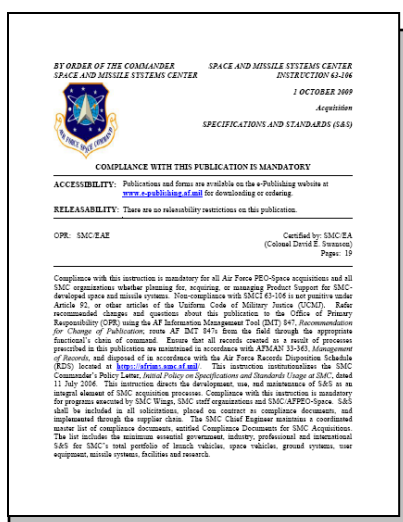 BY ORDER OF THE COMMANDER SPACE AND MISSILE SYSTEMS CENTER
SPACE AND MISSILE SYSTEMS CENTER INSTRUCTION 63-106
1 OCTOBER 2009
Acquisition
SPECIFICATIONS AND STANDARDS (S&S)
AIR FORCE SPACE COMMAND
COMPLIANCE WITH THIS PUBLICATION IS MANDATORY
ACCESSIBILITY: Publications and forms are available on the e-Publishing website at
www.e-publishing.af.mil for downloading or ordering.
RELEASABILITY: There are no releasability restrictions on this publication.
OPR: SMC/EAE Certified by: SMC/EA
(Colonel David E. Swanson)
Pages: 19
Compliance with this instruction is mandatory for all Air Force PEO-Space acquisitions and all
SMC organizations whether planning for, acquiring, or managing Product Support for SMC-
developed space and missile systems. Non-compliance with SMCI 63-106 is not punitive under
Article 92, or other articles of the Uniform Code of Military Justice (UCMJ). Refer
recommended changes and questions about this publication to the Office of Primary
Responsibility (OPR) using the AF Information Management Tool (IMT) 847, Recommendation
for Change of Publication; route AF IMT 847s from the field through the appropriate
functional's chain of command. Ensure that all records created as a result of processes
prescribed in this publication are maintained in accordance with AFMAN 33-363, Management
of Records, and disposed of in accordance with the Air Force Records Disposition Schedule
(RDS) located at https://afrims.amc.af.mil/. This instruction institutionalizes the SMC
Commander's Policy Letter, Initial Policy on Specifications and Standards Usage at SMC, dated
11 July 2006. This instruction directs the development, use, and maintenance of S&S as an
integral element of SMC acquisition processes. Compliance with this instruction is mandatory
for programs executed by SMC Wings, SMC staff organizations and SMC/AFPEO-Space. S&S
shall be included in all solicitations, placed on contract as compliance documents, and
implemented through the supplier chain. The SMC Chief Engineer maintains a coordinated
master list of compliance documents, entitled Compliance Documents for SMC Acquisitions.
The list includes the minimum essential government, industry, professional and international
S&S for SMC's total portfolio of launch vehicles, space vehicles, ground systems, user
equipment, missile systems, facilities and research.